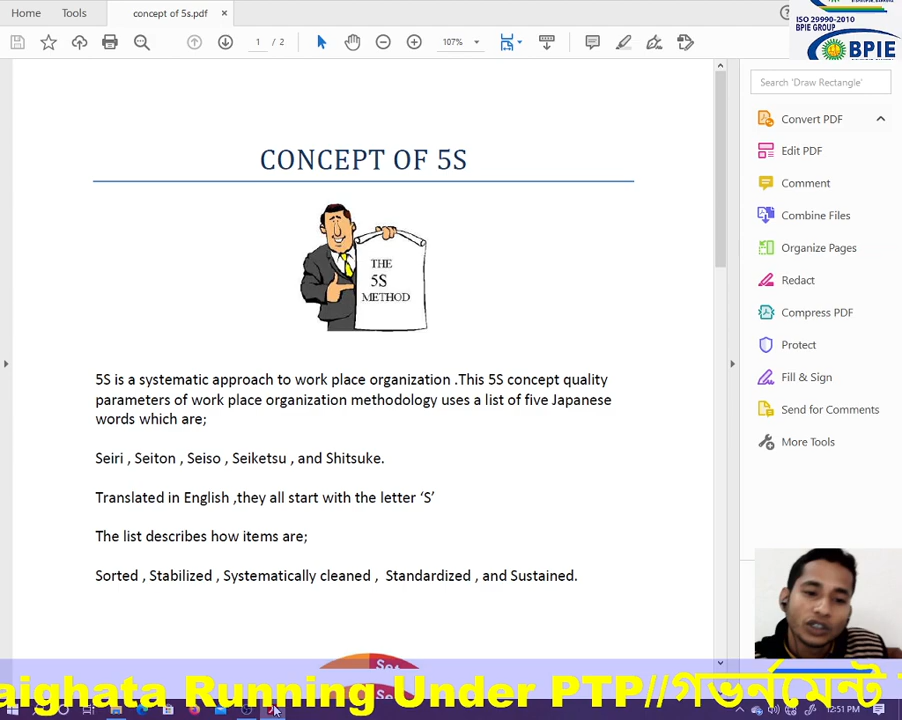 Home Tools concept of 5s.pdf ×
ISO 29990-2010
BPIE GROUP
BPIE
1 / 2 107%
Search 'Draw Rectangle'
CONCEPT OF 5S
THE
5S
METHOD
5S is a systematic approach to work place organization .This 5S concept quality
parameters of work place organization methodology uses a list of five Japanese
words which are;
Seiri , Seiton , Seiso , Seiketsu , and Shitsuke.
Translated in English ,they all start with the letter ‘S’
The list describes how items are;
Sorted , Stabilized , Systematically cleaned , Standardized , and Sustained.
Convert PDF
Edit PDF
Comment
Combine Files
Organize Pages
Redact
Compress PDF
Protect
Fill & Sign
Send for Comments
More Tools
aighata Running Under PTP//গভর্নমেন্ট
12:51 PM